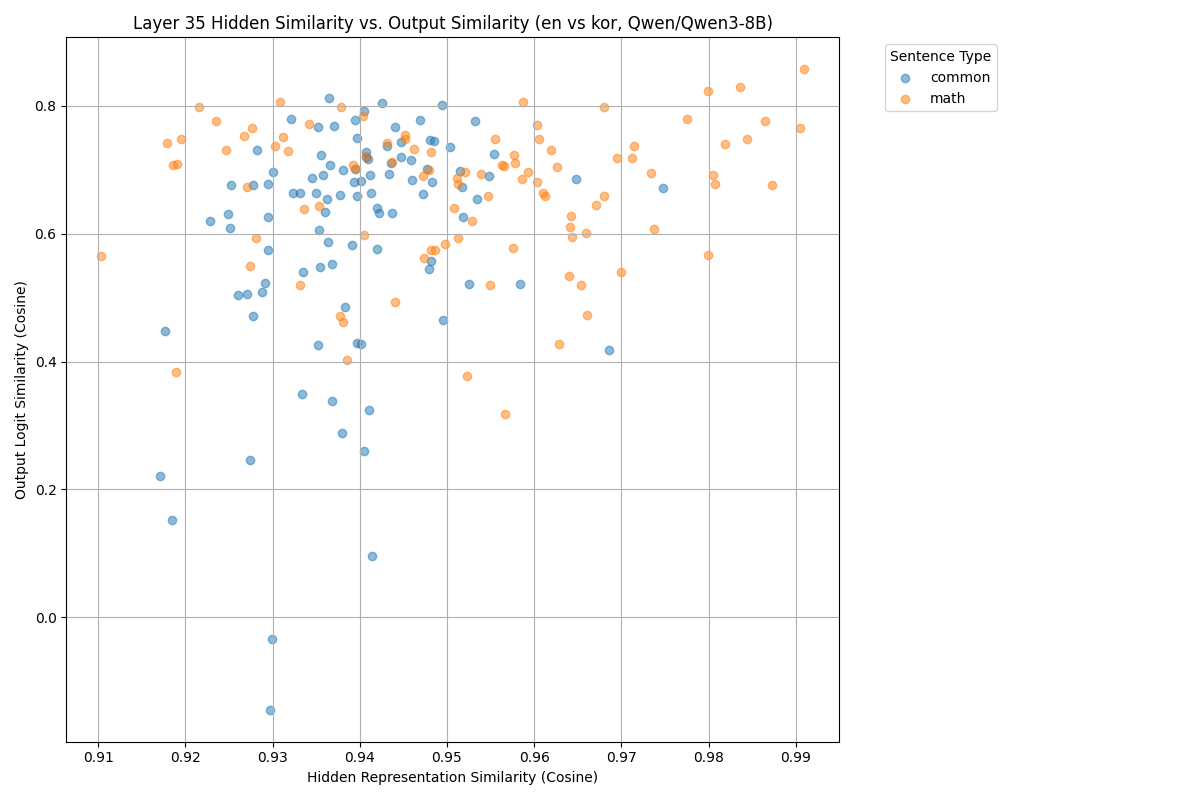 Layer 35 Hidden Similarity vs. Output Similarity (en vs kor, Qwen/Qwen3-8B)
Sentence Type
common
math
Output Logit Similarity (Cosine)
0.8
0.6
0.4
0.2
0.0
0.91 0.92 0.93 0.94 0.95 0.96 0.97 0.98 0.99
Hidden Representation Similarity (Cosine)